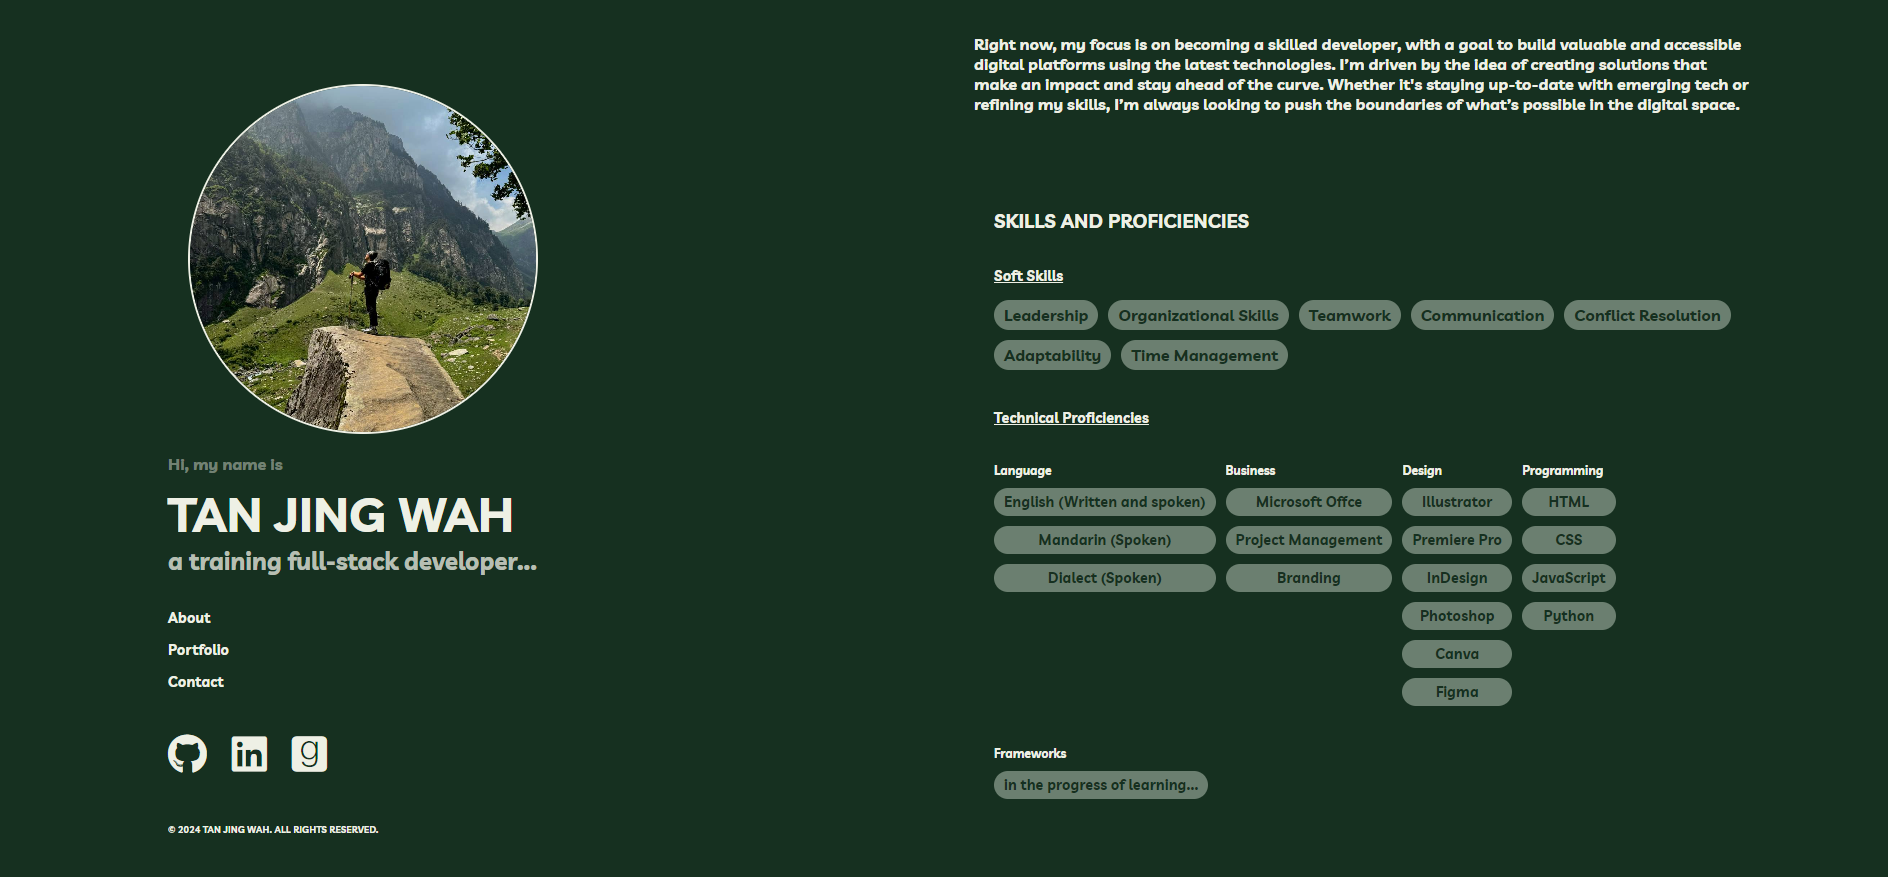 Hi, my name is
TAN JING WAH
a training full-stack developer...
About
Portfolio
Contact
in
g
© 2024 TAN JING WAH. ALL RIGHTS RESERVED.
Right now, my focus is on becoming a skilled developer, with a goal to build valuable and accessible
digital platforms using the latest technologies. I’m driven by the idea of creating solutions that
make an impact and stay ahead of the curve. Whether it's staying up-to-date with emerging tech or
refining my skills, I’m always looking to push the boundaries of what’s possible in the digital space.
SKILLS AND PROFICIENCIES
Soft Skills
Leadership Organizational Skills Teamwork Communication Conflict Resolution
Adaptability Time Management
Technical Proficiencies
Language Business Design Programming
English (Written and spoken) Microsoft Offce Illustrator HTML
Mandarin (Spoken) Project Management Premiere Pro CSS
Dialect (Spoken) Branding InDesign JavaScript
Photoshop Python
Canva
Figma
Frameworks
in the progress of learning...